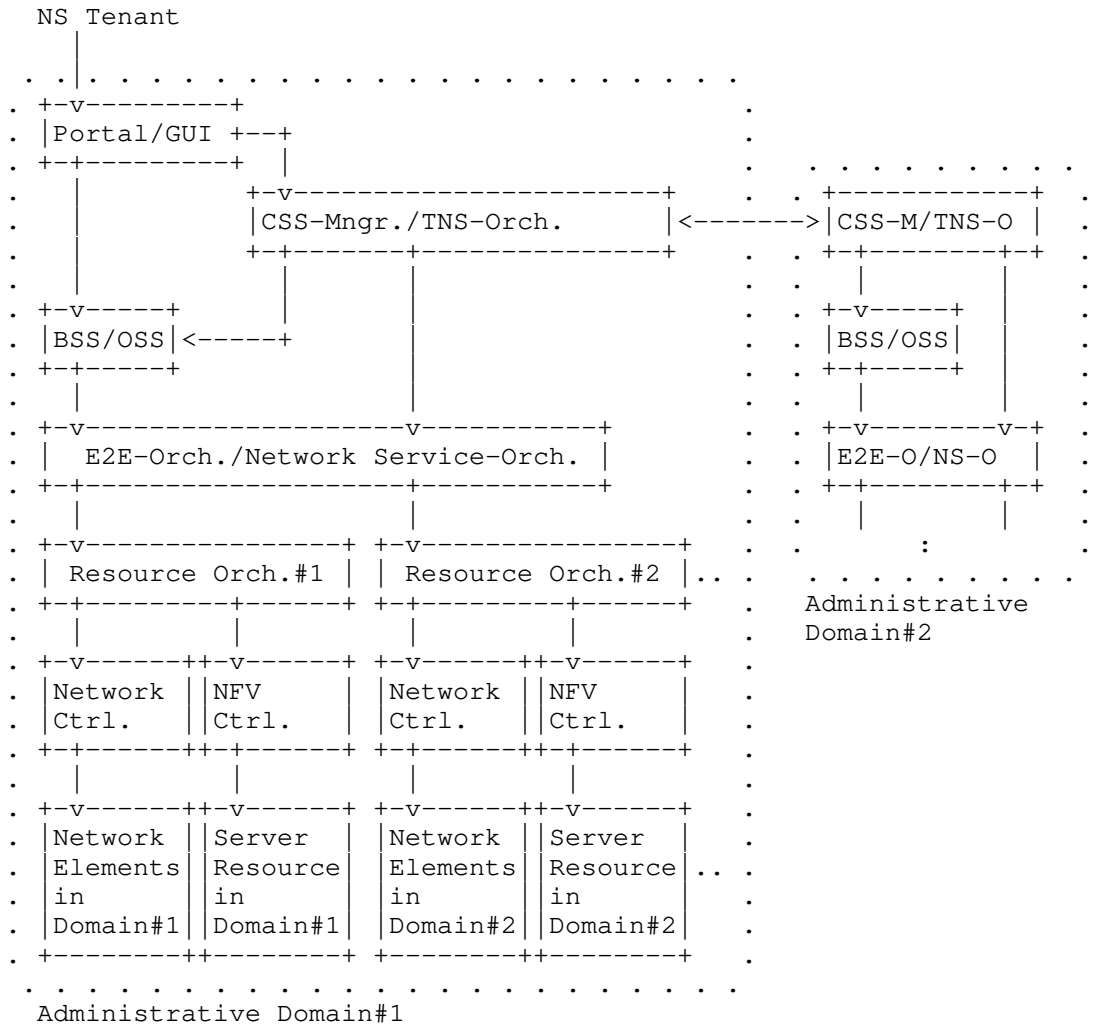 NS Tenant
Portal/GUI
CSS-Mngr./TNS-Orch.
CSS-M/TNS-O
BSS/OSS
BSS/OSS
E2E-Orch./Network Service-Orch.
E2E-O/NS-O
:
Resource Orch.#1
Resource Orch.#2
..
Administrative
Domain#2
Network
Ctrl.
NFV
Ctrl.
Network
Ctrl.
NFV
Ctrl.
Network
Elements
in
Domain#1
Server
Resource
in
Domain#1
Network
Elements
in
Domain#2
Server
Resource
in
Domain#2
..
Administrative Domain#1